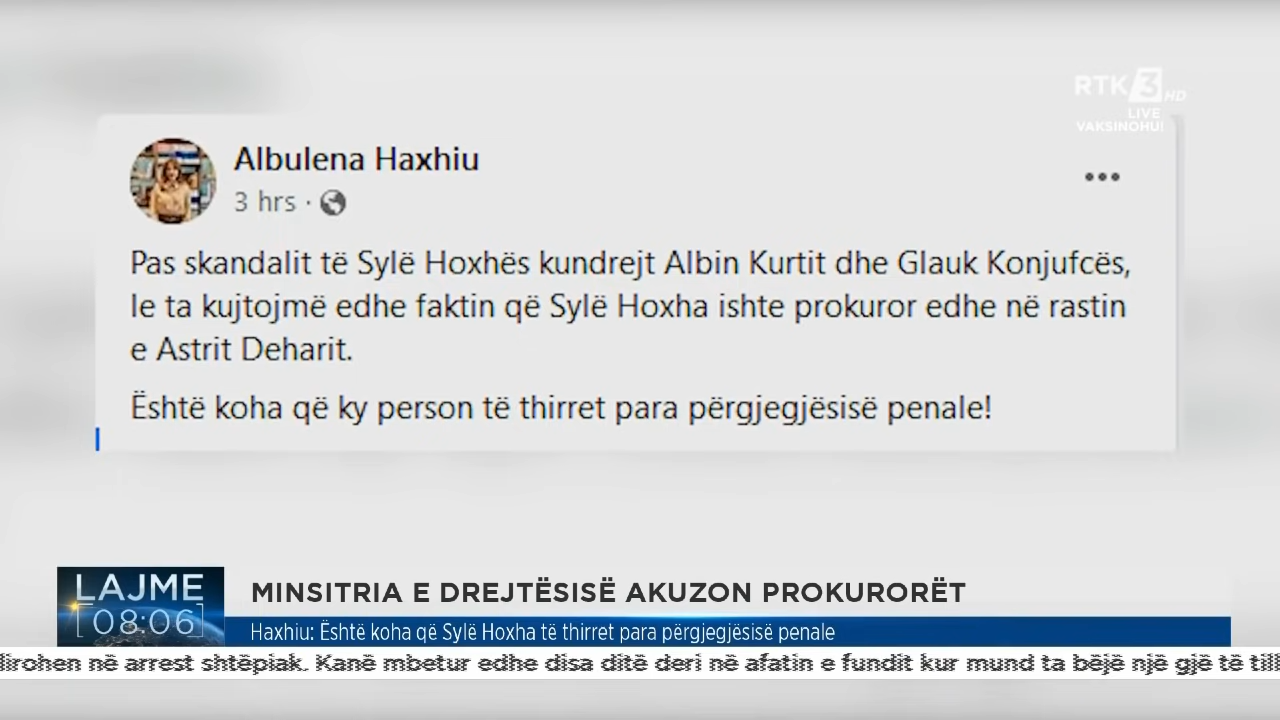 RTK 3 HD
LIVE
VAKSINOHU!
Albulena Haxhiu
3 hrs ·
Pas skandalit të Sylë Hoxhës kundrejt Albin Kurtit dhe Glauk Konjufcës,
le ta kujtojmë edhe faktin që Sylë Hoxha ishte prokuror edhe në rastin
e Astrit Deharit.
Është koha që ky person të thirret para përgjegjësisë penale!
LAJME
08:06
MINSITRIA E DREJTËSISË AKUZON PROKURORËT
Haxhiu: Është koha që Sylë Hoxha të thirret para përgjegjësisë penale
në arrest shtëpiak. Kanë mbetur edhe disa ditë deri në afatin e fundit kur mund ta bëjë një gjë të